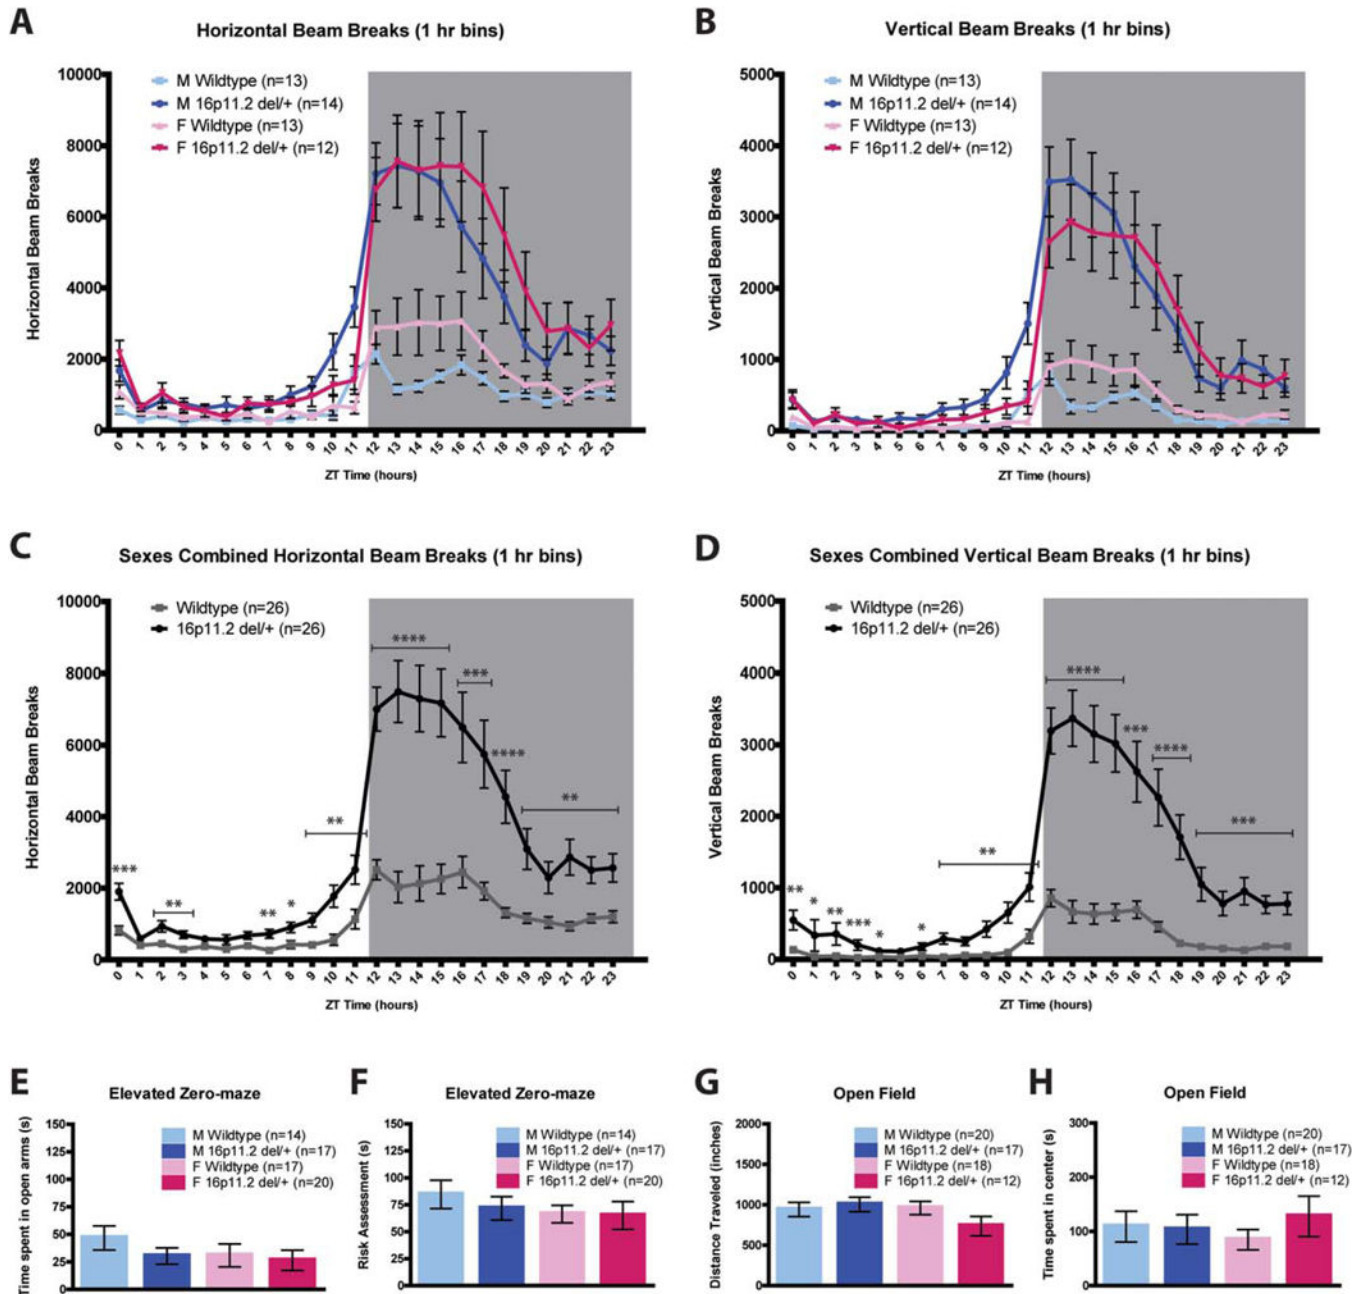 A
Horizontal Beam Breaks (1 hr bins)
M Wildtype (n=13)
M 16p11.2 del/+ (n=14)
F Wildtype (n=13)
F 16p11.2 del/+ (n=12)
Horizontal Beam Breaks
10000
8000
6000
4000
2000
0
0 1 2 3 4 5 6 7 8 9 10 11 12 13 14 15 16 17 18 19 20 21 22 23
ZT Time (hours)
B
Vertical Beam Breaks (1 hr bins)
M Wildtype (n=13)
M 16p11.2 del/+ (n=14)
F Wildtype (n=13)
F 16p11.2 del/+ (n=12)
Vertical Beam Breaks
5000
4000
3000
2000
1000
0
0 1 2 3 4 5 6 7 8 9 10 11 12 13 14 15 16 17 18 19 20 21 22 23
ZT Time (hours)
C
Sexes Combined Horizontal Beam Breaks (1 hr bins)
Wildtype (n=26)
16p11.2 del/+ (n=26)
Horizontal Beam Breaks
10000
8000
6000
4000
2000
0
*** ** ** * ** **** *** **** **
0 1 2 3 4 5 6 7 8 9 10 11 12 13 14 15 16 17 18 19 20 21 22 23
ZT Time (hours)
D
Sexes Combined Vertical Beam Breaks (1 hr bins)
Wildtype (n=26)
16p11.2 del/+ (n=26)
Vertical Beam Breaks
5000
4000
3000
2000
1000
0
** * ** *** * * ** **** *** **** ***
0 1 2 3 4 5 6 7 8 9 10 11 12 13 14 15 16 17 18 19 20 21 22 23
ZT Time (hours)
E
Elevated Zero-maze
M Wildtype (n=14)
M 16p11.2 del/+ (n=17)
F Wildtype (n=17)
F 16p11.2 del/+ (n=20)
Time spent in open arms (s)
150
125
100
75
50
25
0
F
Elevated Zero-maze
M Wildtype (n=14)
M 16p11.2 del/+ (n=17)
F Wildtype (n=17)
F 16p11.2 del/+ (n=20)
Risk Assessment (s)
150
125
100
75
50
25
0
G
Open Field
M Wildtype (n=20)
M 16p11.2 del/+ (n=17)
F Wildtype (n=18)
F 16p11.2 del/+ (n=12)
Distance Traveled (inches)
2000
1500
1000
500
0
H
Open Field
M Wildtype (n=20)
M 16p11.2 del/+ (n=17)
F Wildtype (n=18)
F 16p11.2 del/+ (n=12)
Time spent in center (s)
300
200
100
0